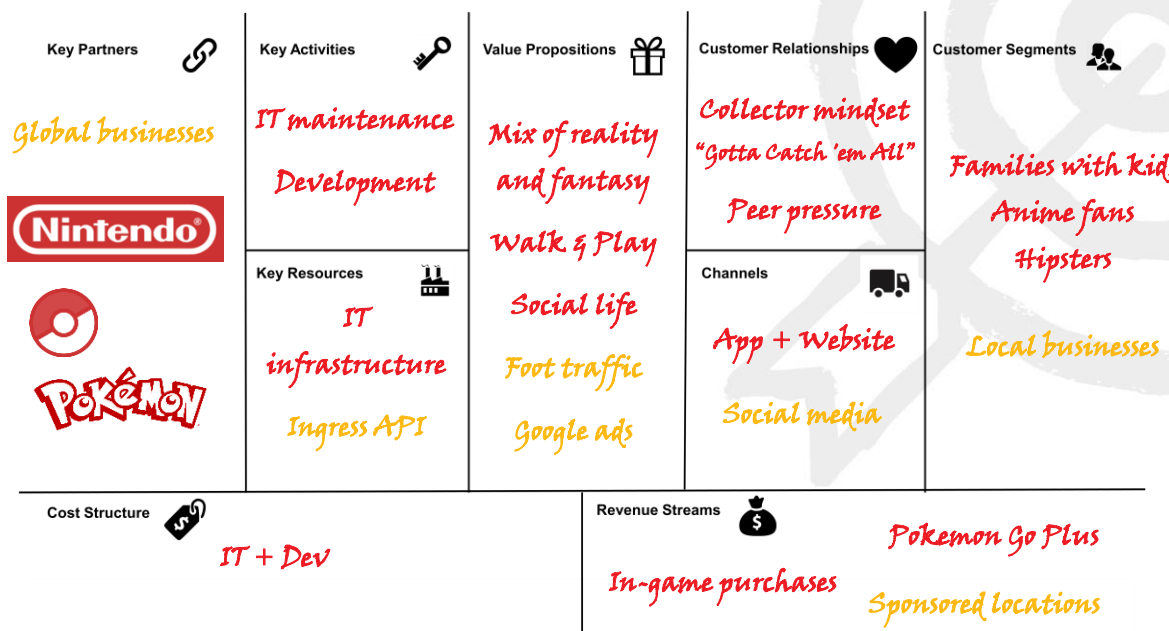 Key Partners
Global businesses
Nintendo®
POKéMON
Key Activities
IT maintenance
Development
Key Resources
IT
infrastructure
Ingress API
Value Propositions
Mix of reality
and fantasy
Walk & Play
Social life
Foot traffic
Google ads
Customer Relationships
Collector mindset
“Gotta Catch 'em All”
Peer pressure
Channels
App + Website
Social media
Customer Segments
Families with kid
Anime fans
Hipsters
Local businesses
Cost Structure
IT + Dev
Revenue Streams
$
In-game purchases
Pokemon Go Plus
Sponsored locations